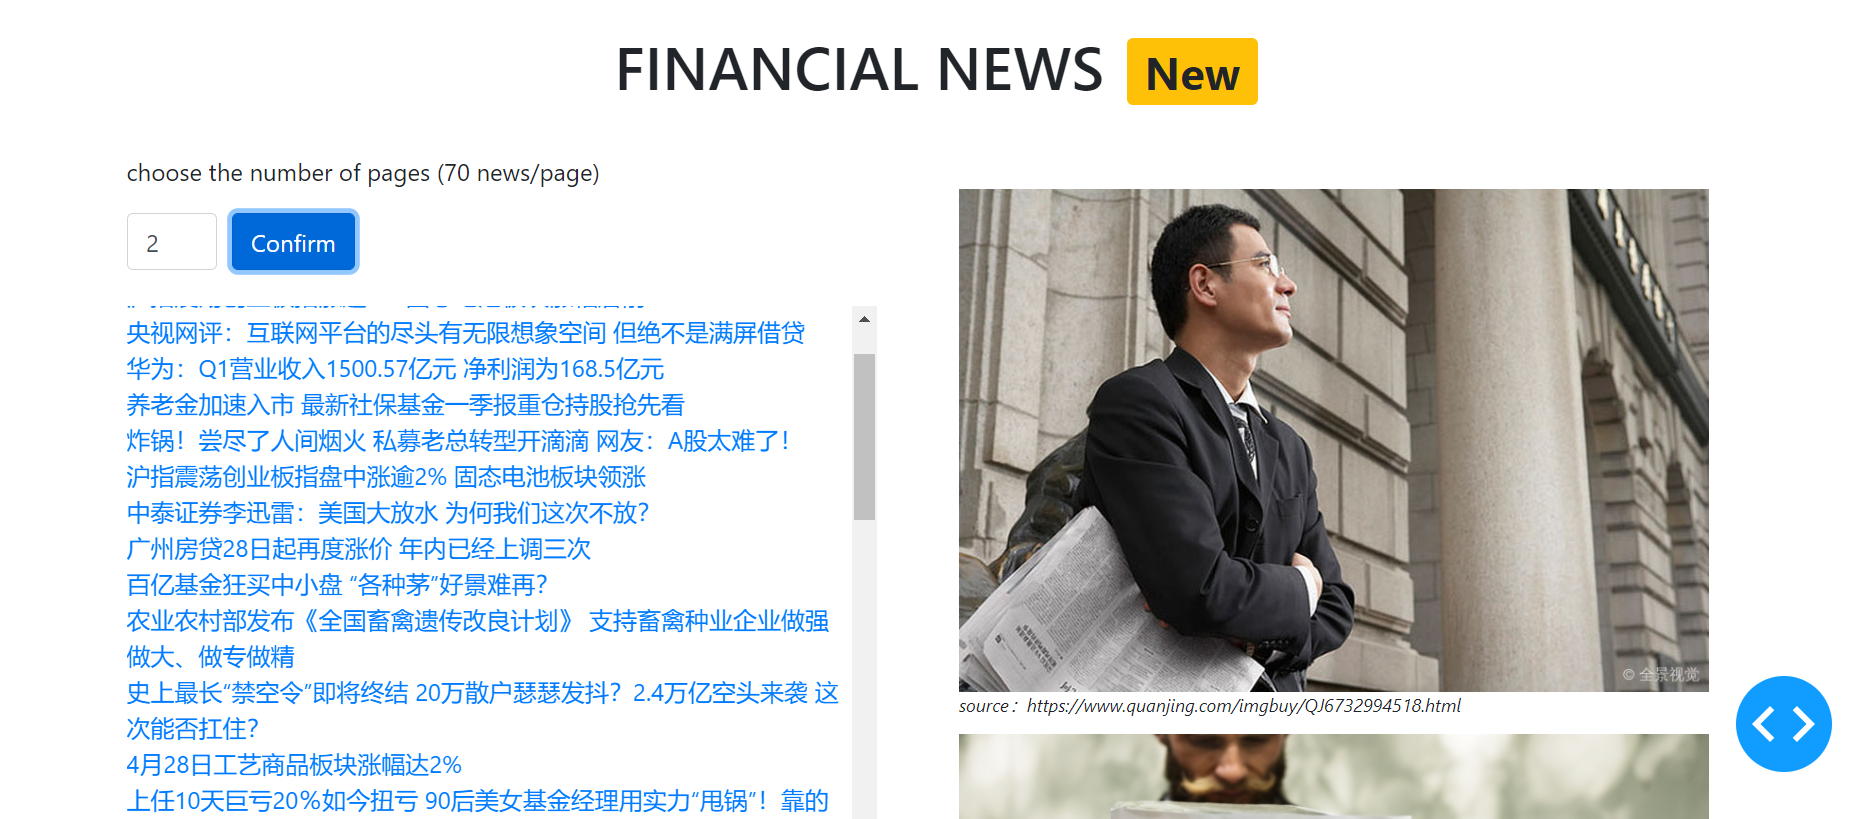 FINANCIAL NEWS New
choose the number of pages (70 news/page)
2 Confirm
央视网评：互联网平台的尽头有无限想象空间 但绝不是满屏借贷
华为：Q1营业收入1500.57亿元 净利润为168.5亿元
养老金加速入市 最新社保基金一季报重仓持股抢先看
炸锅！尝尽了人间烟火 私募老总转型开滴滴 网友：A股太难了！
沪指震荡创业板指盘中涨逾2% 固态电池板块领涨
中泰证券李迅雷：美国大放水 为何我们这次不放？
广州房贷28日起再度涨价 年内已经上调三次
百亿基金狂买中小盘 “各种茅”好景难再？
农业农村部发布《全国畜禽遗传改良计划》 支持畜禽种业企业做强
做大、做专做精
史上最长“禁空令”即将终结 20万散户瑟瑟发抖？2.4万亿空头来袭 这
次能否扛住？
4月28日工艺商品板块涨幅达2%
上任10天巨亏20%如今扭亏 90后美女基金经理用实力“甩锅”！靠的
© 全景视觉
source：https://www.quanjing.com/imgbuy/QJ6732994518.html